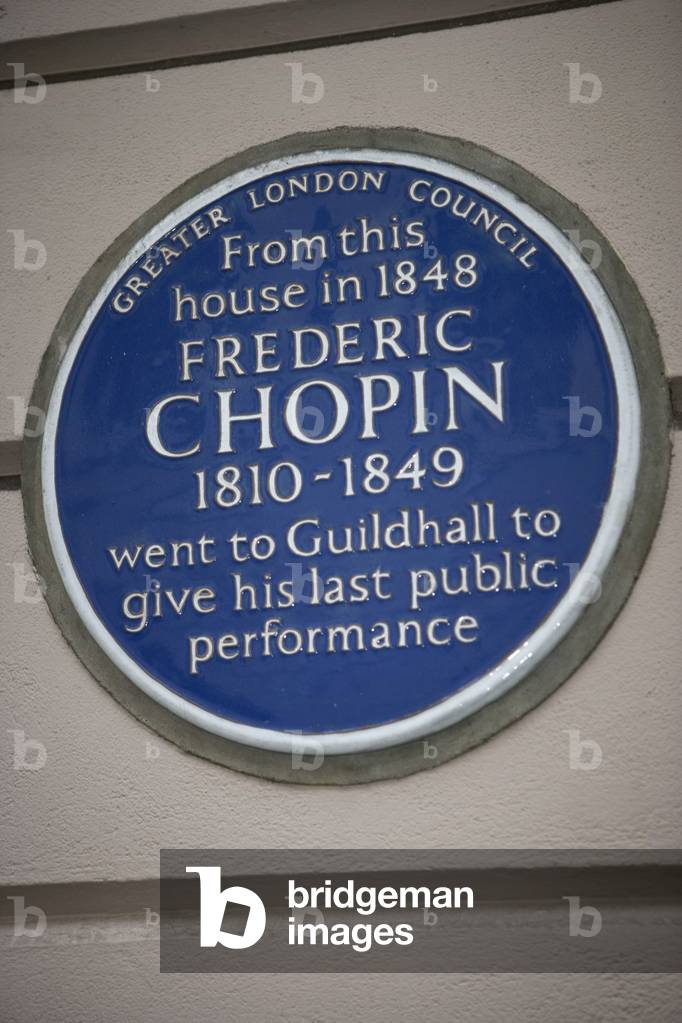 GREATER LONDON COUNCIL
From this
house in 1848
FREDERIC
CHOPIN
1810-1849
went to Guildhall to
give his last public
performance
b bridgeman
images